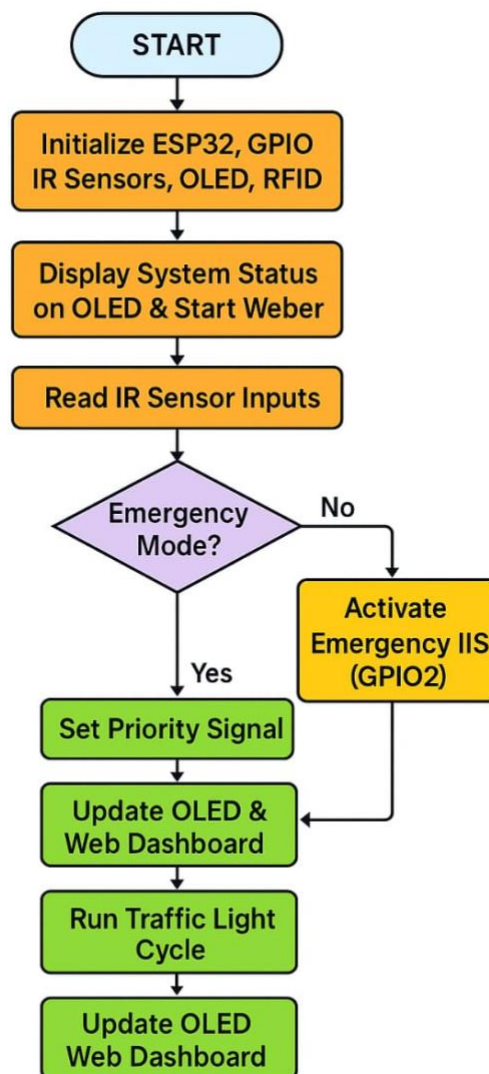 START
Initialize ESP32, GPIO
IR Sensors, OLED, RFID
Display System Status
on OLED & Start Weber
Read IR Sensor Inputs
Emergency
Mode?
No
Activate
Emergency IIS
(GPIO2)
Yes
Set Priority Signal
Update OLED &
Web Dashboard
Run Traffic Light
Cycle
Update OLED
Web Dashboard